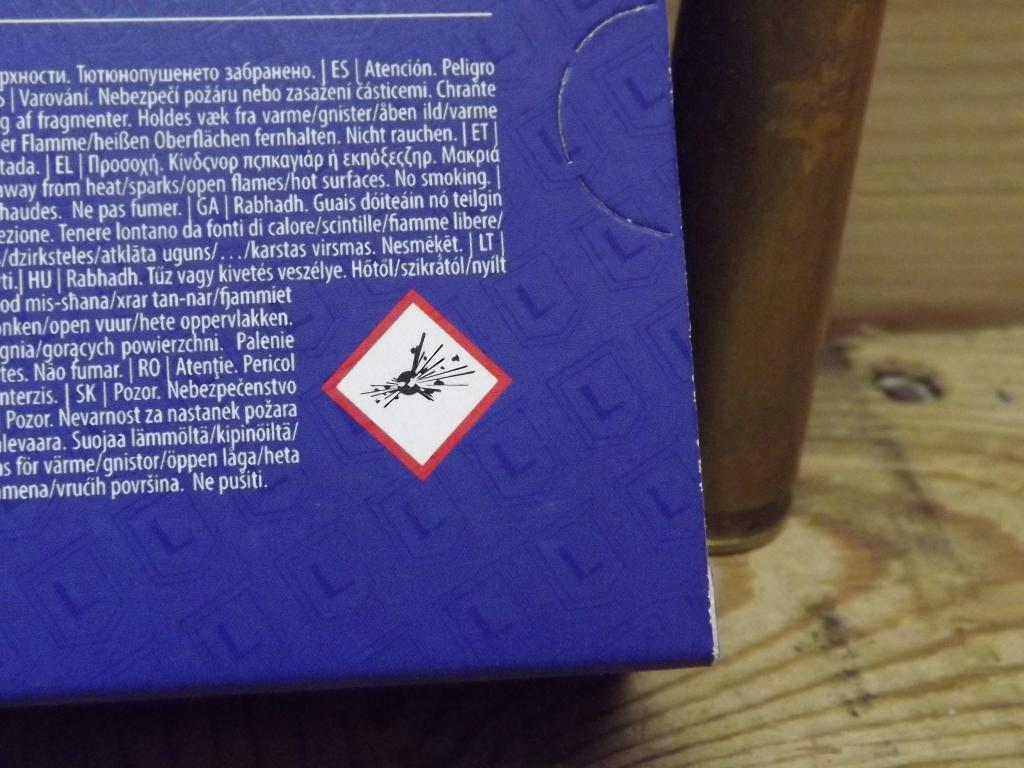 рхности. Тютюнопушенето забранено. | ES | Atención. Peligro
S | Varování. Nebezpečí požáru nebo zasažení částicemi. Chraňte
g af fragmenter. Holdes væk fra varme/gnister/åben ild/varme
er Flamme/heißen Oberflächen fernhalten. Nicht rauchen. | ET |
tada. | EL | Προσοχή. Κίνδςνορ πςπκαγιάρ ή εκηόξεςζηρ. Μακριά
away from heat/sparks/open flames/hot surfaces. No smoking. |
haudes. Ne pas fumer. | GA | Rabhadh. Guais dóiteáin nó teilgin
ezione. Tenere lontano da fonti di calore/scintille/fiamme libere/
/dzirksteles/atklāta uguns/…/karstas virsmas. Nesmēķēt. | LT |
ti.| HU | Rabhadh. Tűz vagy kivetés veszélye. Hőtől/szikrától/nyílt
od mis-sħana/xrar tan-nar/fjammiet
onken/open vuur/hete oppervlakken.
gnia/gorących powierzchni. Palenie
tes. Não fumar. | RO | Atenţie. Pericol
nterzis. | SK | Pozor. Nebezpečenstvo
Pozor. Nevarnost za nastanek požara
alevaara. Suojaa lämmöltä/kipinöiltä/
as för värme/gnistor/öppen låga/heta
amena/vrućih površina. Ne pušiti.